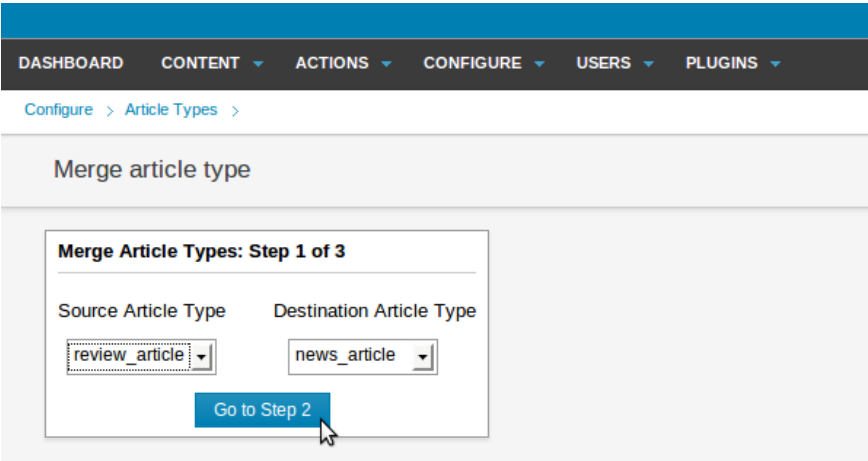 DASHBOARD CONTENT ACTIONS CONFIGURE USERS PLUGINS
Configure > Article Types >
Merge article type
Merge Article Types: Step 1 of 3
Source Article Type Destination Article Type
review_article news_article
Go to Step 2